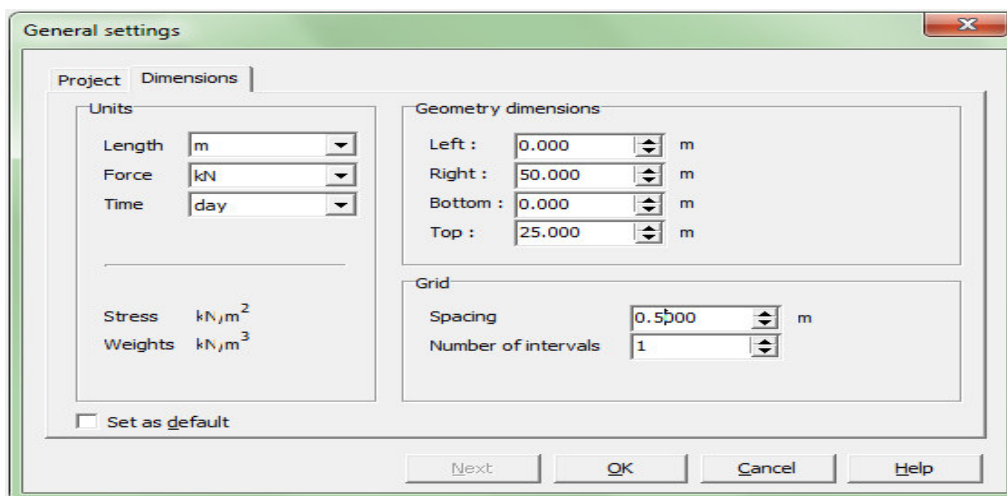 General settings
Project Dimensions
Units
Length m
Force kN
Time day
Stress kN/m²
Weights kN/m³
Geometry dimensions
Left : 0.000 m
Right : 50.000 m
Bottom : 0.000 m
Top : 25.000 m
Grid
Spacing 0.5000 m
Number of intervals 1
Set as default
Next OK Cancel Help